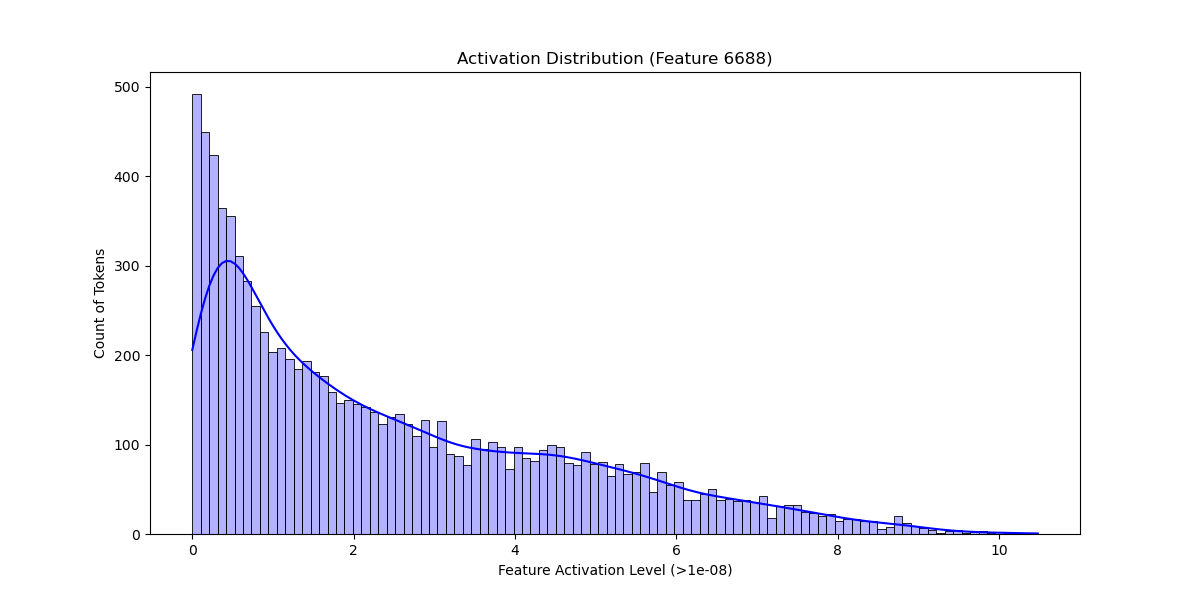 Activation Distribution (Feature 6688)
500
400
300
200
100
0
Count of Tokens
0 2 4 6 8 10
Feature Activation Level (>1e-08)